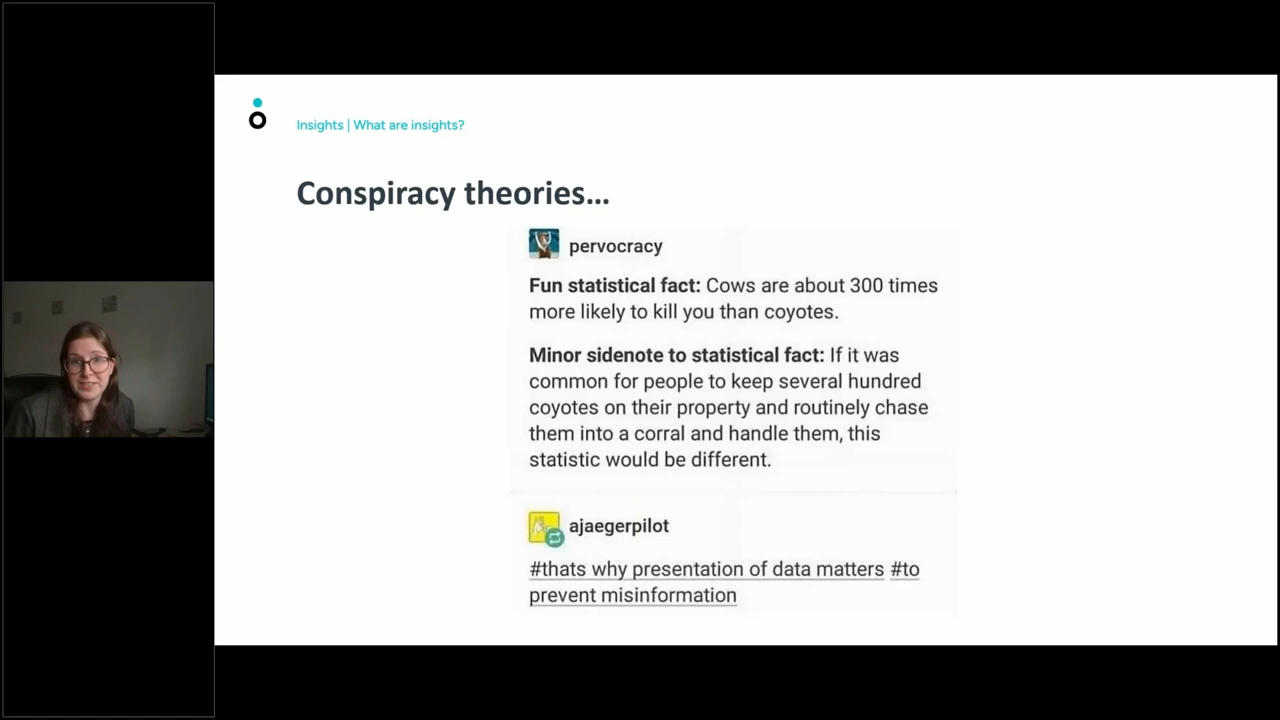 Insights | What are insights?
Conspiracy theories...
pervocracy
Fun statistical fact: Cows are about 300 times
more likely to kill you than coyotes.
Minor sidenote to statistical fact: If it was
common for people to keep several hundred
coyotes on their property and routinely chase
them into a corral and handle them, this
statistic would be different.
ajaegerpilot
#thats why presentation of data matters #to
prevent misinformation